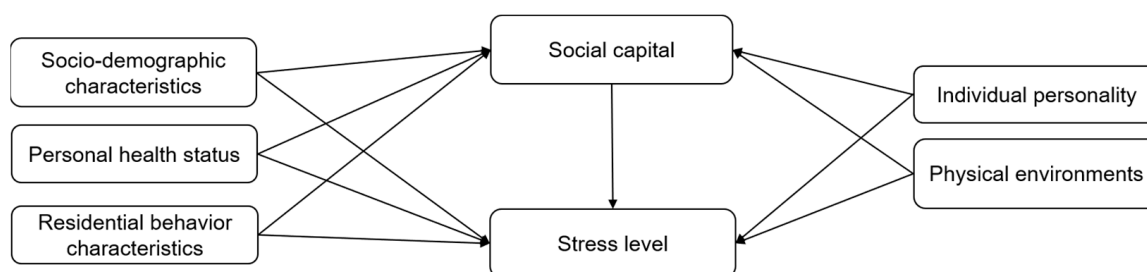 Socio-demographic
characteristics
Personal health status
Residential behavior
characteristics
Social capital
Stress level
Individual personality
Physical environments